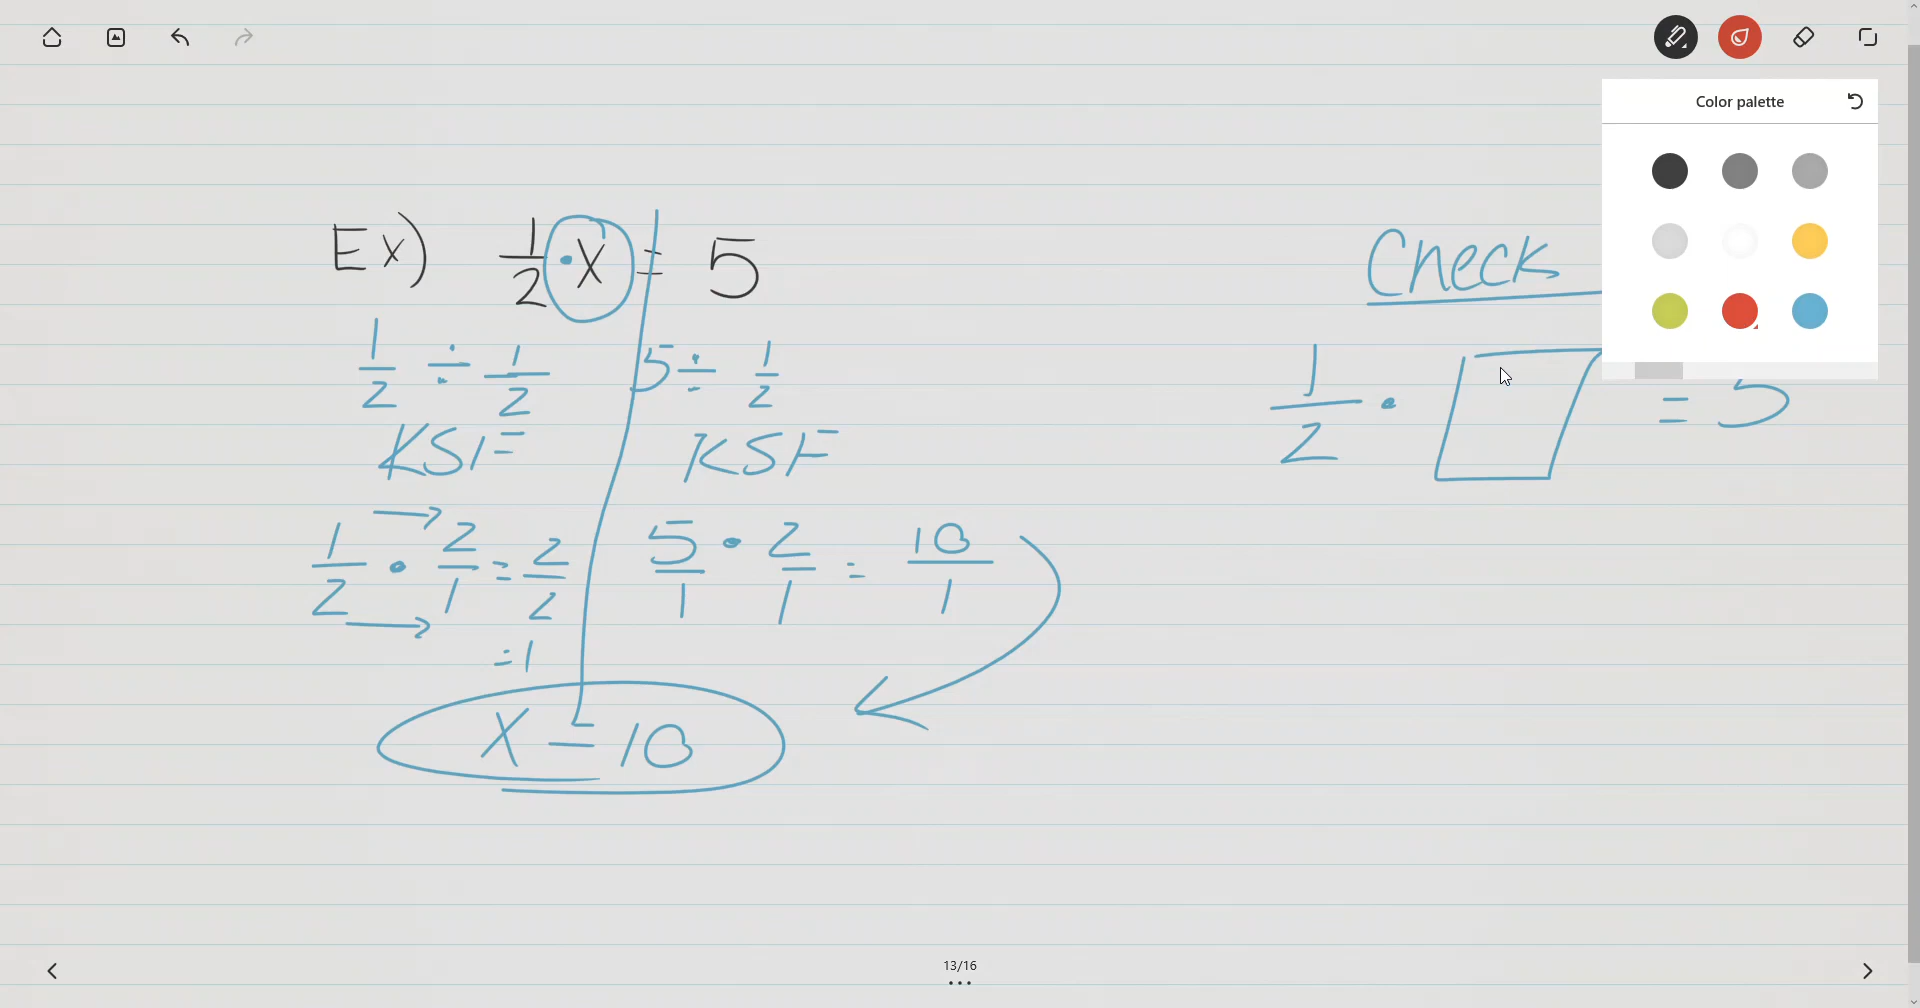 Color palette
Ex) 1/2 · x = 5
Check
1/2 ÷ 1/2
5 ÷ 1/2
1/2 · = 5
KSF
KSF
1/2 · 2/1 = 2/2
5/1 · 2/1 = 10/1
= 1
x = 10
13/16